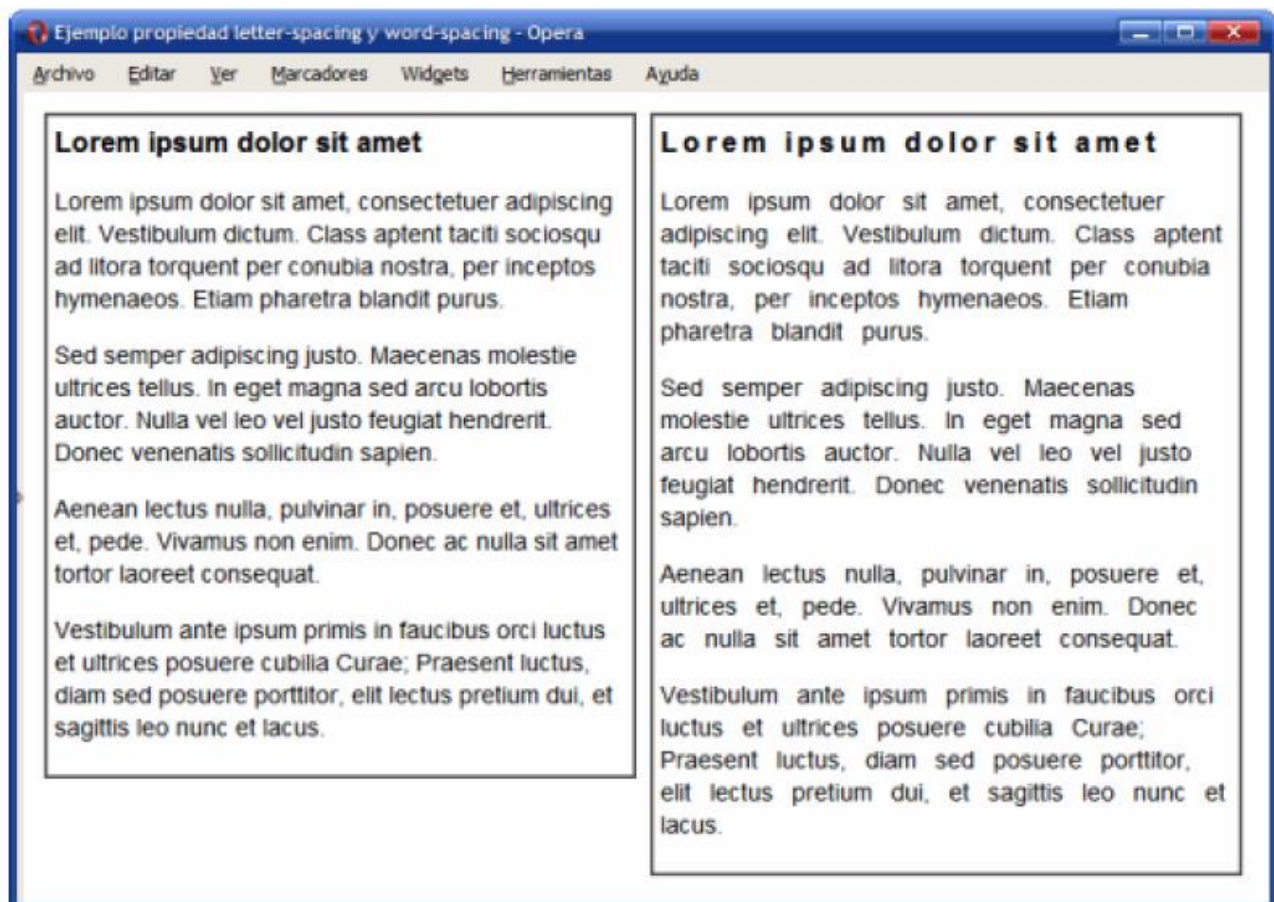 Ejemplo propiedad letter-spacing y word-spacing - Opera
Archivo Editar Ver Marcadores Widgets Herramientas Ayuda
Lorem ipsum dolor sit amet
Lorem ipsum dolor sit amet, consectetuer adipiscing
elit. Vestibulum dictum. Class aptent taciti sociosqu
ad litora torquent per conubia nostra, per inceptos
hymenaeos. Etiam pharetra blandit purus.
Sed semper adipiscing justo. Maecenas molestie
ultrices tellus. In eget magna sed arcu lobortis
auctor. Nulla vel leo vel justo feugiat hendrerit.
Donec venenatis sollicitudin sapien.
Aenean lectus nulla, pulvinar in, posuere et, ultrices
et, pede. Vivamus non enim. Donec ac nulla sit amet
tortor laoreet consequat.
Vestibulum ante ipsum primis in faucibus orci luctus
et ultrices posuere cubilia Curae; Praesent luctus,
diam sed posuere porttitor, elit lectus pretium dui, et
sagittis leo nunc et lacus.
Lorem ipsum dolor sit amet
Lorem ipsum dolor sit amet, consectetuer
adipiscing elit. Vestibulum dictum. Class aptent
taciti sociosqu ad litora torquent per conubia
nostra, per inceptos hymenaeos. Etiam
pharetra blandit purus.
Sed semper adipiscing justo. Maecenas
molestie ultrices tellus. In eget magna sed
arcu lobortis auctor. Nulla vel leo vel justo
feugiat hendrerit. Donec venenatis sollicitudin
sapien.
Aenean lectus nulla, pulvinar in, posuere et,
ultrices et, pede. Vivamus non enim. Donec
ac nulla sit amet tortor laoreet consequat.
Vestibulum ante ipsum primis in faucibus orci
luctus et ultrices posuere cubilia Curae;
Praesent luctus, diam sed posuere porttitor,
elit lectus pretium dui, et sagittis leo nunc et
lacus.